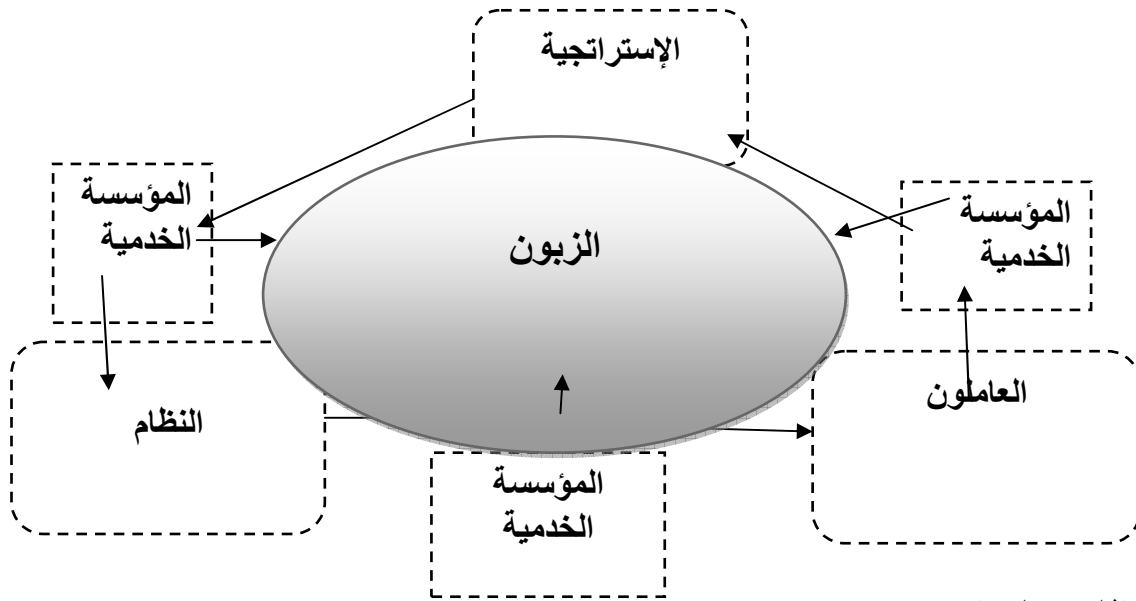 الإستراتجية
المؤسسة
الخدمية
المؤسسة
الخدمية
الزبون
العاملون
النظام
المؤسسة
الخدمية